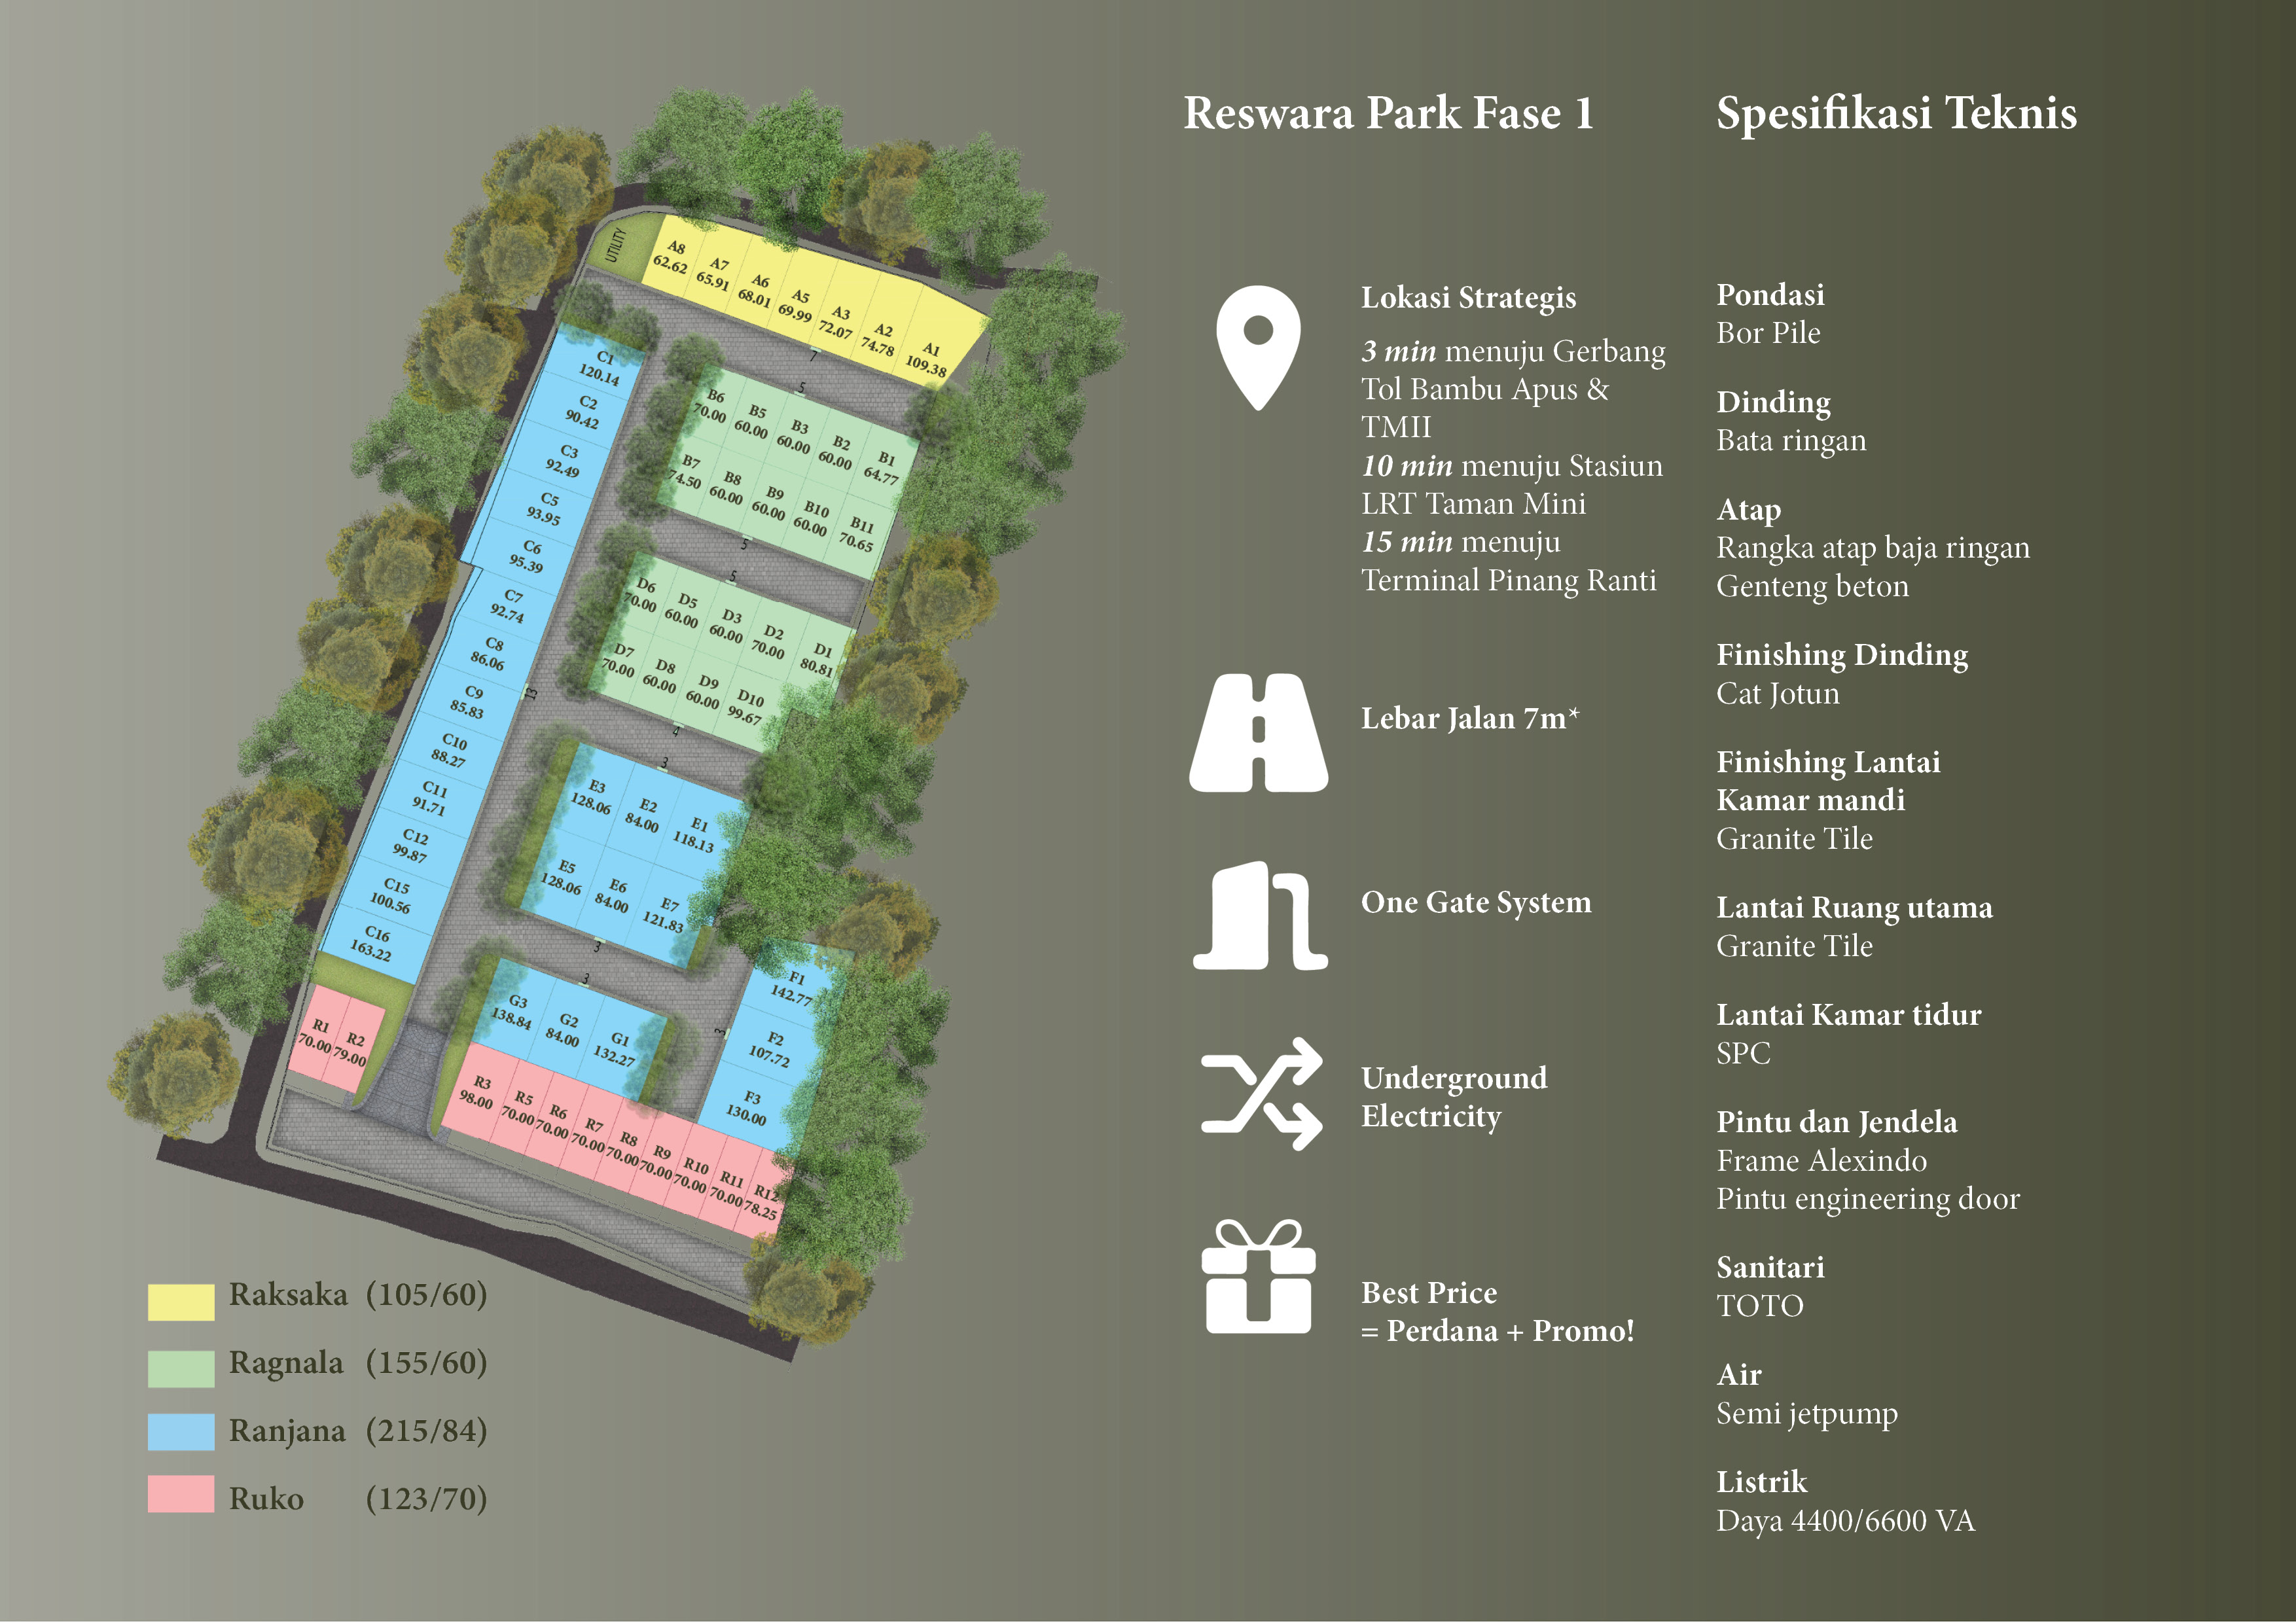 Reswara Park Fase 1
Lokasi Strategis
3 min menuju Gerbang
Tol Bambu Apus &
TMII
10 min menuju Stasiun
LRT Taman Mini
15 min menuju
Terminal Pinang Ranti
Lebar Jalan 7m*
One Gate System
Underground
Electricity
Best Price
= Perdana + Promo!
Spesifikasi Teknis
Pondasi
Bor Pile
Dinding
Bata ringan
Atap
Rangka atap baja ringan
Genteng beton
Finishing Dinding
Cat Jotun
Finishing Lantai
Kamar mandi
Granite Tile
Lantai Ruang utama
Granite Tile
Lantai Kamar tidur
SPC
Pintu dan Jendela
Frame Alexindo
Pintu engineering door
Sanitari
TOTO
Air
Semi jetpump
Listrik
Daya 4400/6600 VA
UTILITY
A8
62.62
A7
65.91
A6
68.01
A5
69.99
A3
72.07
A2
74.78
A1
109.38
7
5
B6
70.00
B5
60.00
B3
60.00
B2
60.00
B1
64.77
B7
74.50
B8
60.00
B9
60.00
B10
60.00
B11
70.65
5
5
D6
70.00
D5
60.00
D3
60.00
D2
70.00
D1
80.81
D7
70.00
D8
60.00
D9
60.00
D10
99.67
4
3
C1
120.14
C2
90.42
C3
92.49
C5
93.95
C6
95.39
C7
92.74
C8
86.06
C9
85.83
C10
88.27
C11
91.71
C12
99.87
C15
100.56
C16
163.22
13
E3
128.06
E2
84.00
E1
118.13
E5
128.06
E6
84.00
E7
121.83
3
3
G3
138.84
G2
84.00
G1
132.27
3
F1
142.77
F2
107.72
F3
130.00
R1
70.00
R2
79.00
R3
98.00
R5
70.00
R6
70.00
R7
70.00
R8
70.00
R9
70.00
R10
70.00
R11
70.00
R12
78.25
Raksaka (105/60)
Ragnala (155/60)
Ranjana (215/84)
Ruko (123/70)